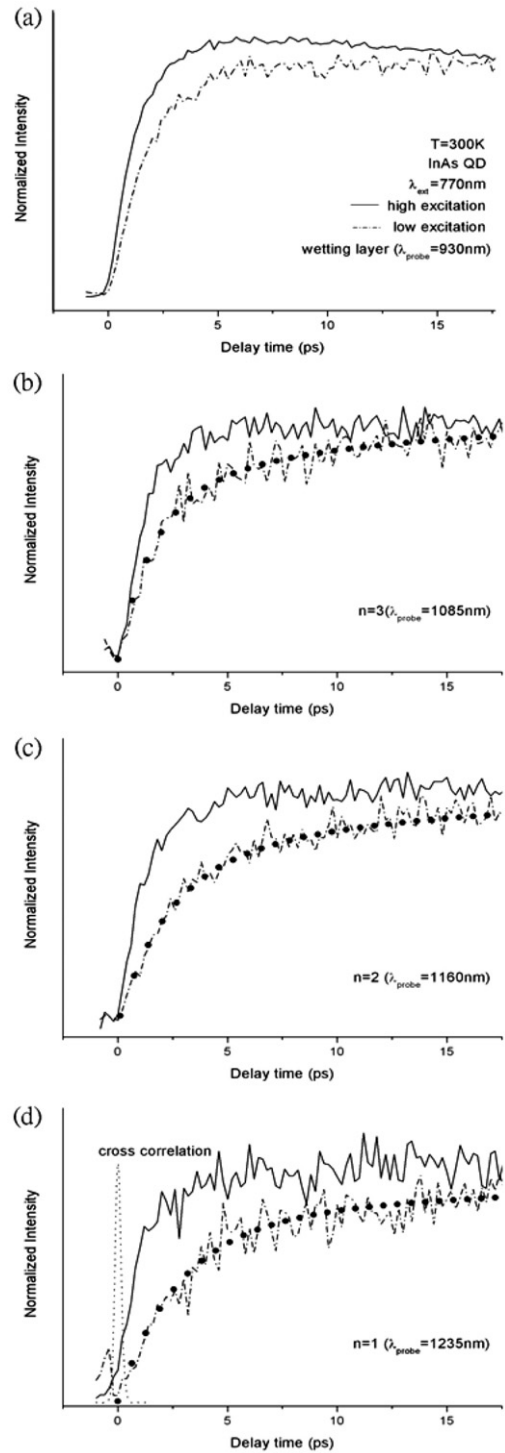 (a)
Normalized Intensity
T=300K
InAs QD
λext=770nm
high excitation
low excitation
wetting layer (λprobe=930nm)
0 5 10 15
Delay time (ps)
(b)
Normalized Intensity
n=3(λprobe=1085nm)
0 5 10 15
Delay time (ps)
(c)
Normalized Intensity
n=2 (λprobe=1160nm)
0 5 10 15
Delay time (ps)
(d)
cross correlation
Normalized Intensity
n=1 (λprobe=1235nm)
0 5 10 15
Delay time (ps)